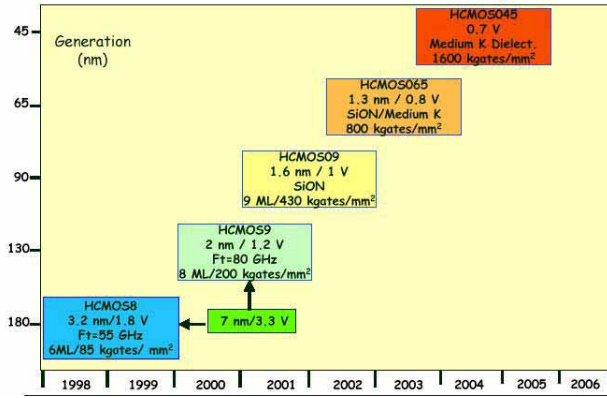 HCMOS045
0.7 V
Medium K Dielect.
1600 kgates/mm²
45
Generation
(nm)
HCMOS065
1.3 nm / 0.8 V
SiON/Medium K
800 kgates/mm²
65
HCMOS09
1.6 nm / 1 V
SiON
9 ML/430 kgates/mm²
90
HCMOS9
2 nm / 1.2 V
Ft=80 GHz
8 ML/200 kgates/mm²
130
HCMOS8
3.2 nm/1.8 V
Ft=55 GHz
6ML/85 kgates/ mm²
7 nm/3.3 V
180
1998 1999 2000 2001 2002 2003 2004 2005 2006